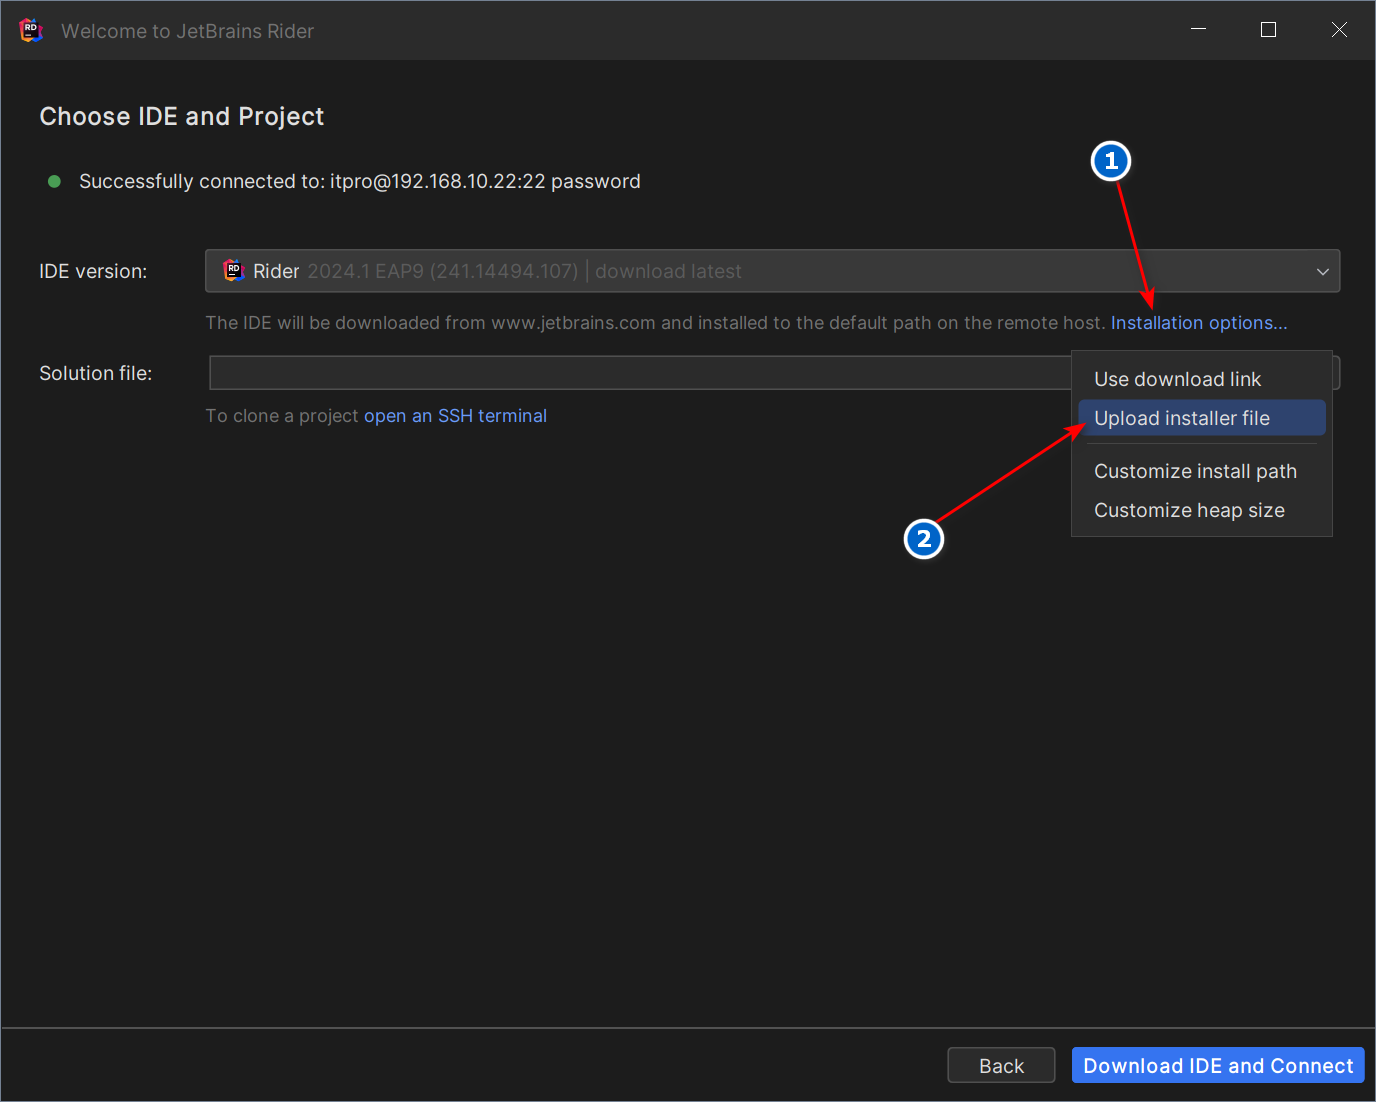 RD Welcome to JetBrains Rider
Choose IDE and Project
Successfully connected to: itpro@192.168.10.22:22 password
1
IDE version:
RD Rider 2024.1 EAP9 (241.14494.107) | download latest
The IDE will be downloaded from www.jetbrains.com and installed to the default path on the remote host. Installation options...
Solution file:
To clone a project open an SSH terminal
Use download link
Upload installer file
Customize install path
Customize heap size
2
Back
Download IDE and Connect